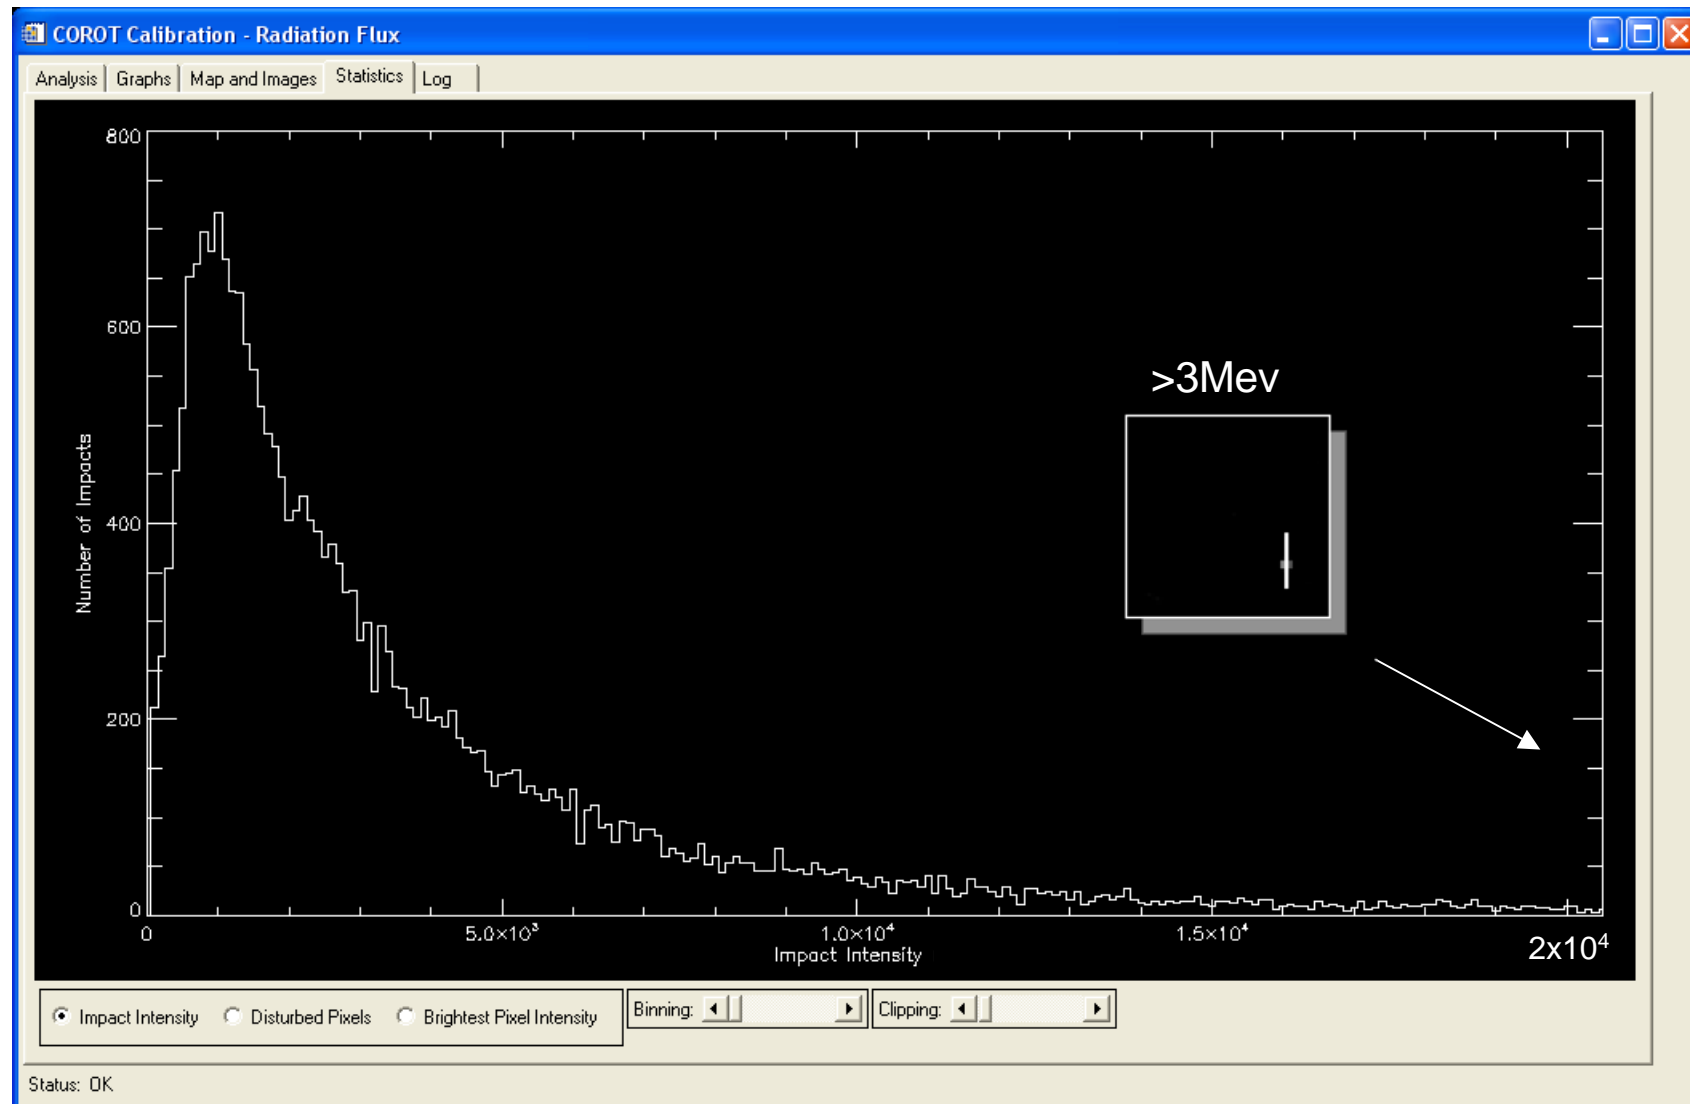 COROT Calibration - Radiation Flux
Analysis Graphs Map and Images Statistics Log
800
600
400
200
0
Number of Impacts
>3Mev
0 5.0×10³ 1.0×10⁴ 1.5×10⁴ 2x10⁴
Impact Intensity
Impact Intensity Disturbed Pixels Brightest Pixel Intensity Binning: Clipping:
Status: OK